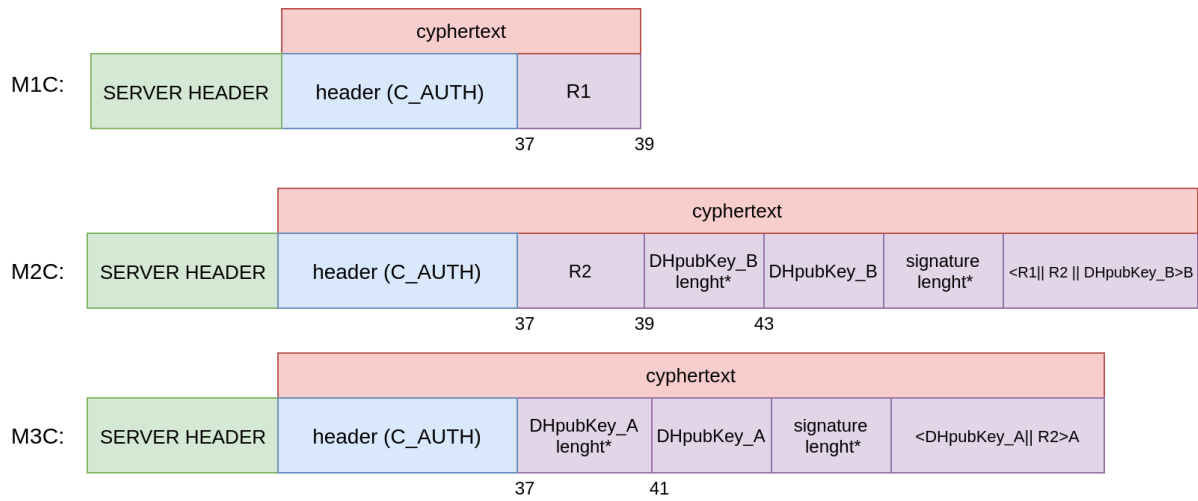 cyphertext
M1C:
SERVER HEADER
header (C_AUTH)
R1
37
39
cyphertext
M2C:
SERVER HEADER
header (C_AUTH)
R2
DHpubKey_B
lenght*
DHpubKey_B
signature
lenght*
<R1|| R2 || DHpubKey_B>B
37
39
43
cyphertext
M3C:
SERVER HEADER
header (C_AUTH)
DHpubKey_A
lenght*
DHpubKey_A
signature
lenght*
<DHpubKey_A|| R2>A
37
41